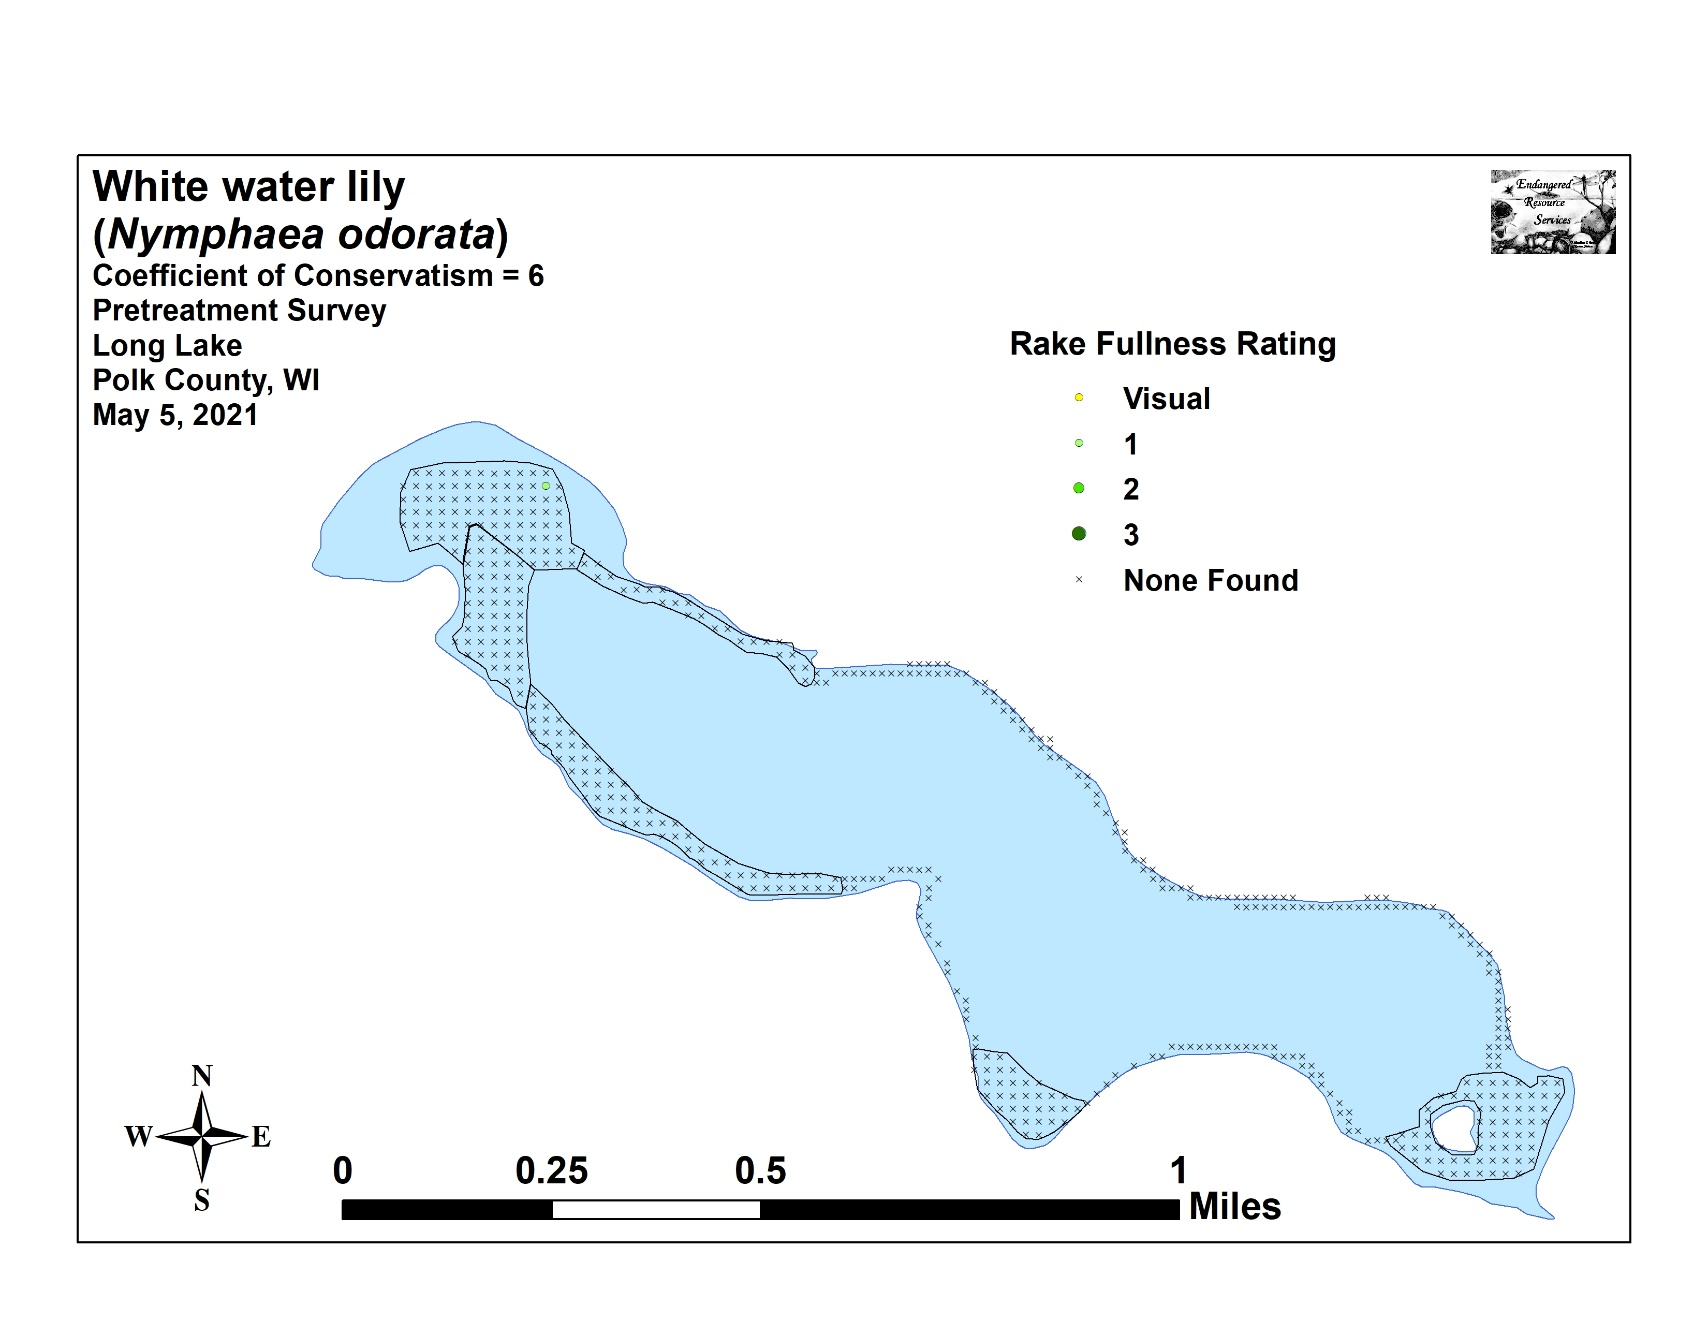 White water lily
(Nymphaea odorata)
Coefficient of Conservatism = 6
Pretreatment Survey
Long Lake
Polk County, WI
May 5, 2021
Endangered
Resource
Services
Rake Fullness Rating
Visual
1
2
3
None Found
N
W E
S
0 0.25 0.5 1
Miles